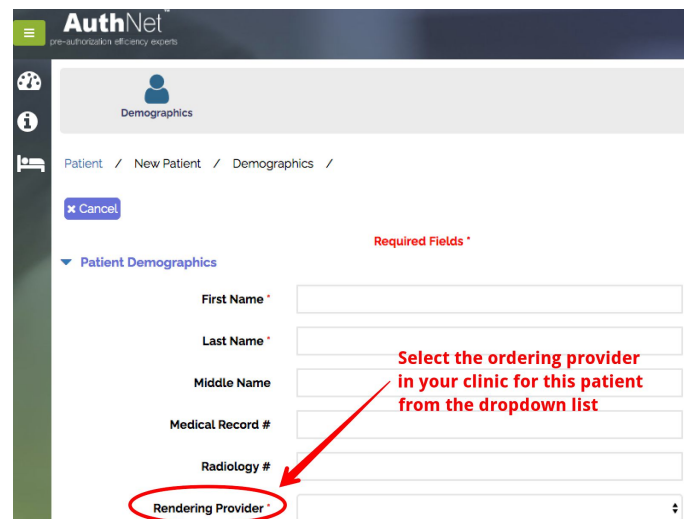 AuthNet™
pre-authorization efficiency experts
Demographics
Patient / New Patient / Demographics /
× Cancel
Required Fields *
Patient Demographics
First Name *
Last Name *
Select the ordering provider
in your clinic for this patient
from the dropdown list
Middle Name
Medical Record #
Radiology #
Rendering Provider *